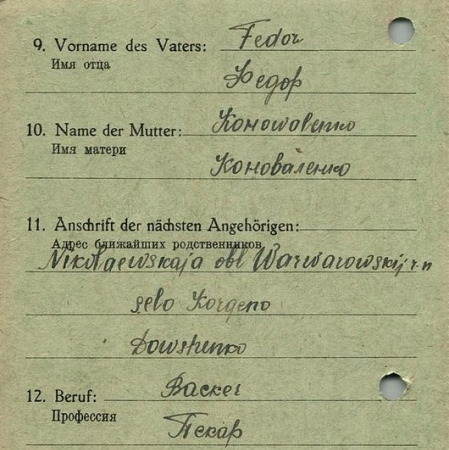 9. Vorname des Vaters: Fedor
Имя отца Федор
10. Name der Mutter: Konowalenko
Имя матери Коноваленко
11. Anschrift der nächsten Angehörigen:
Адрес ближайших родственников
Nikolaewskaja obl Warwarowskij r-n
selo Korgeno
Dowshenko
12. Beruf: Backer
Профессия Пекар